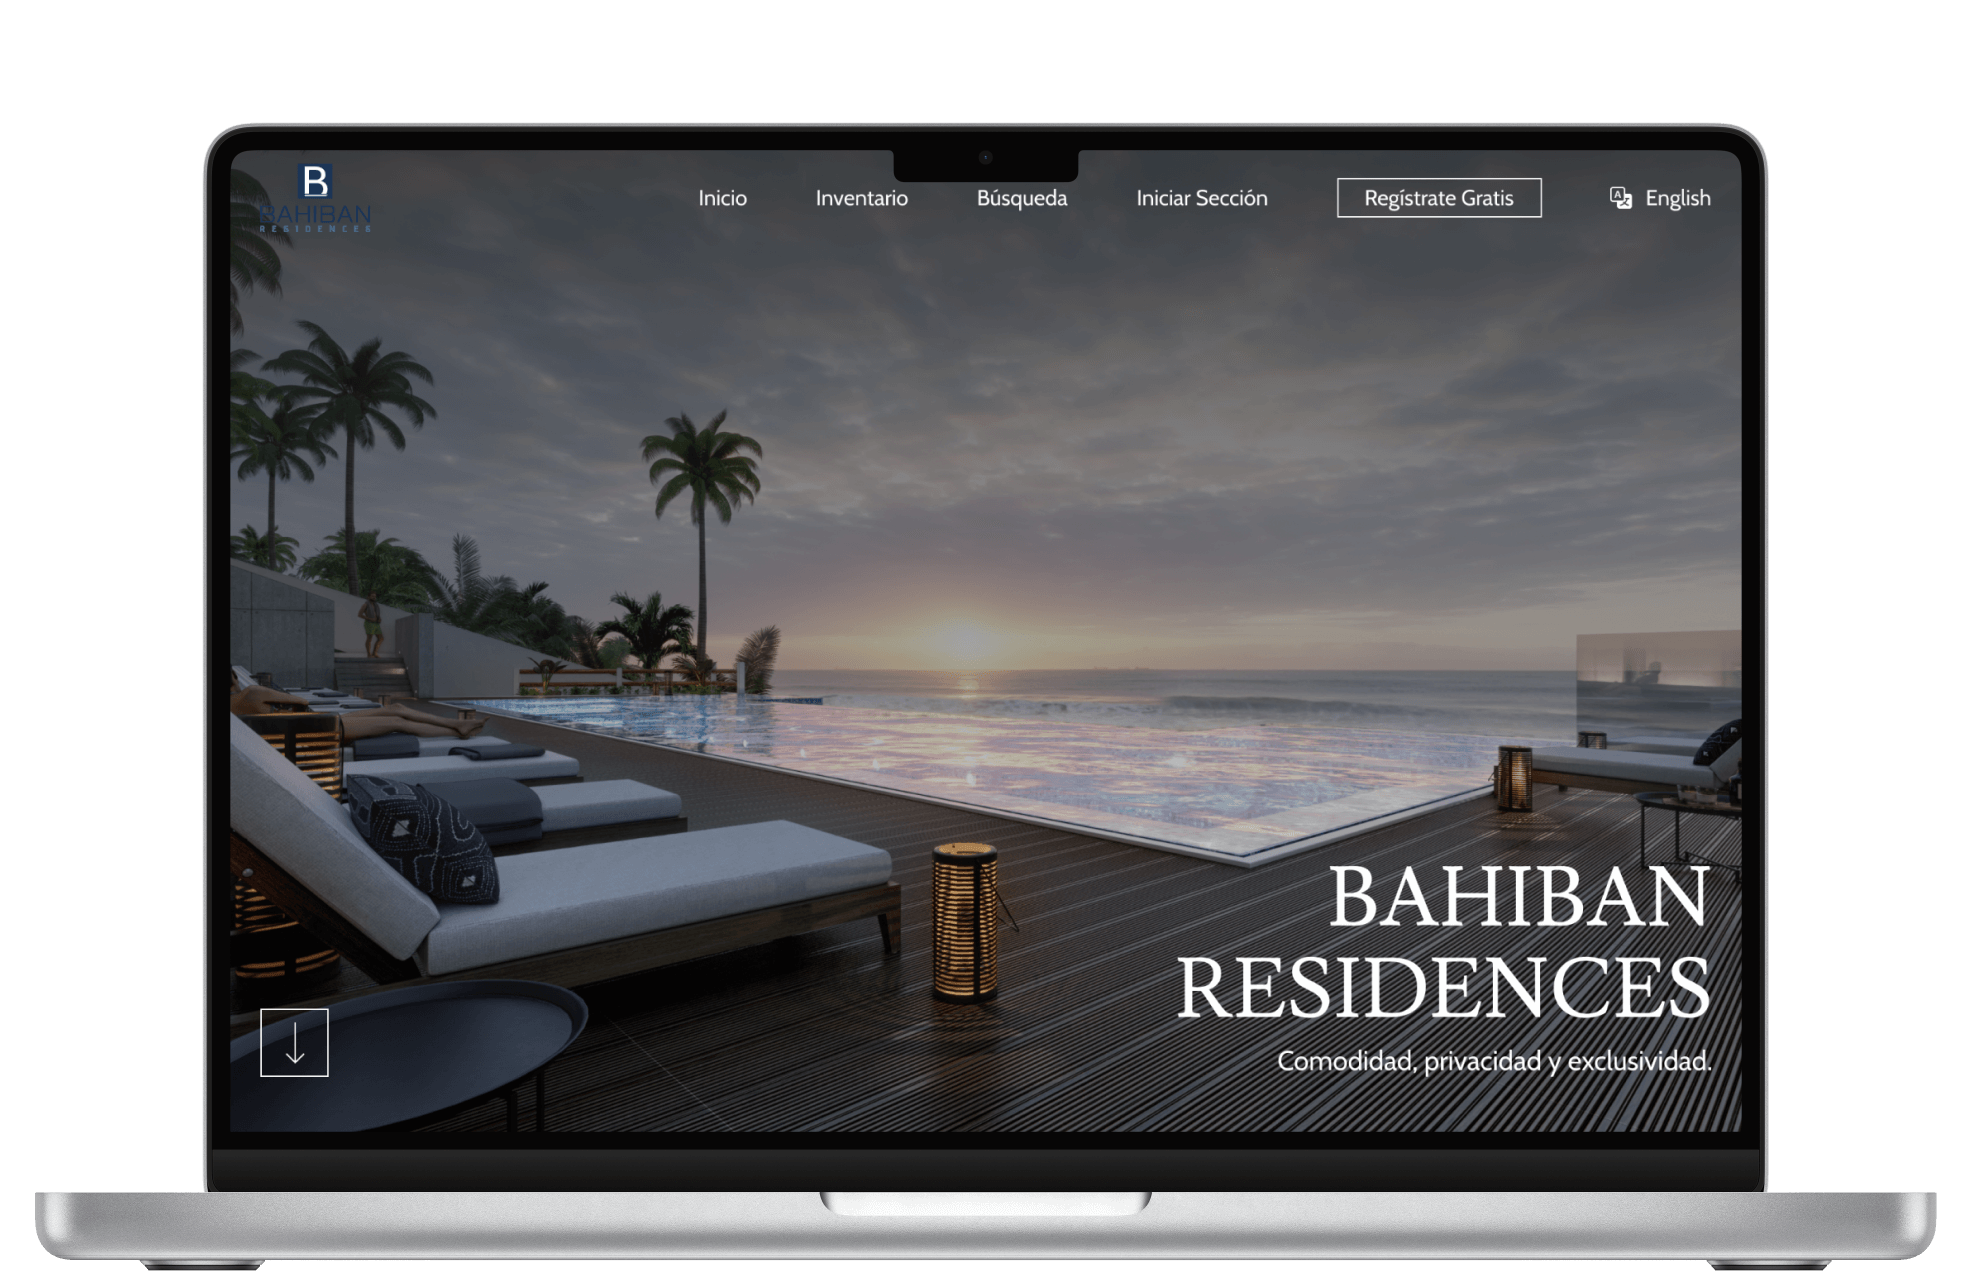 B
BAHIBAN
RESIDENCES
Inicio
Inventario
Búsqueda
Iniciar Sección
Regístrate Gratis
English
BAHIBAN
RESIDENCES
Comodidad, privacidad y exclusividad.